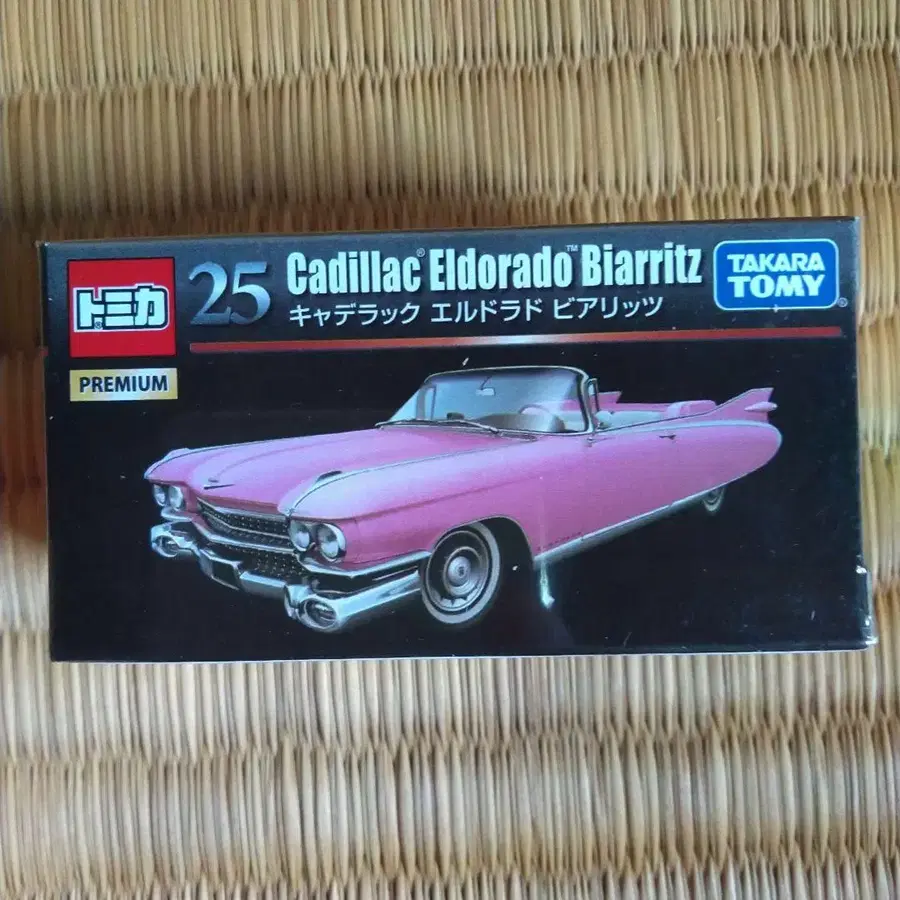 トミカ®
PREMIUM
25
Cadillac® Eldorado™ Biarritz
キャデラック エルドラド ビアリッツ
TAKARA
TOMY®